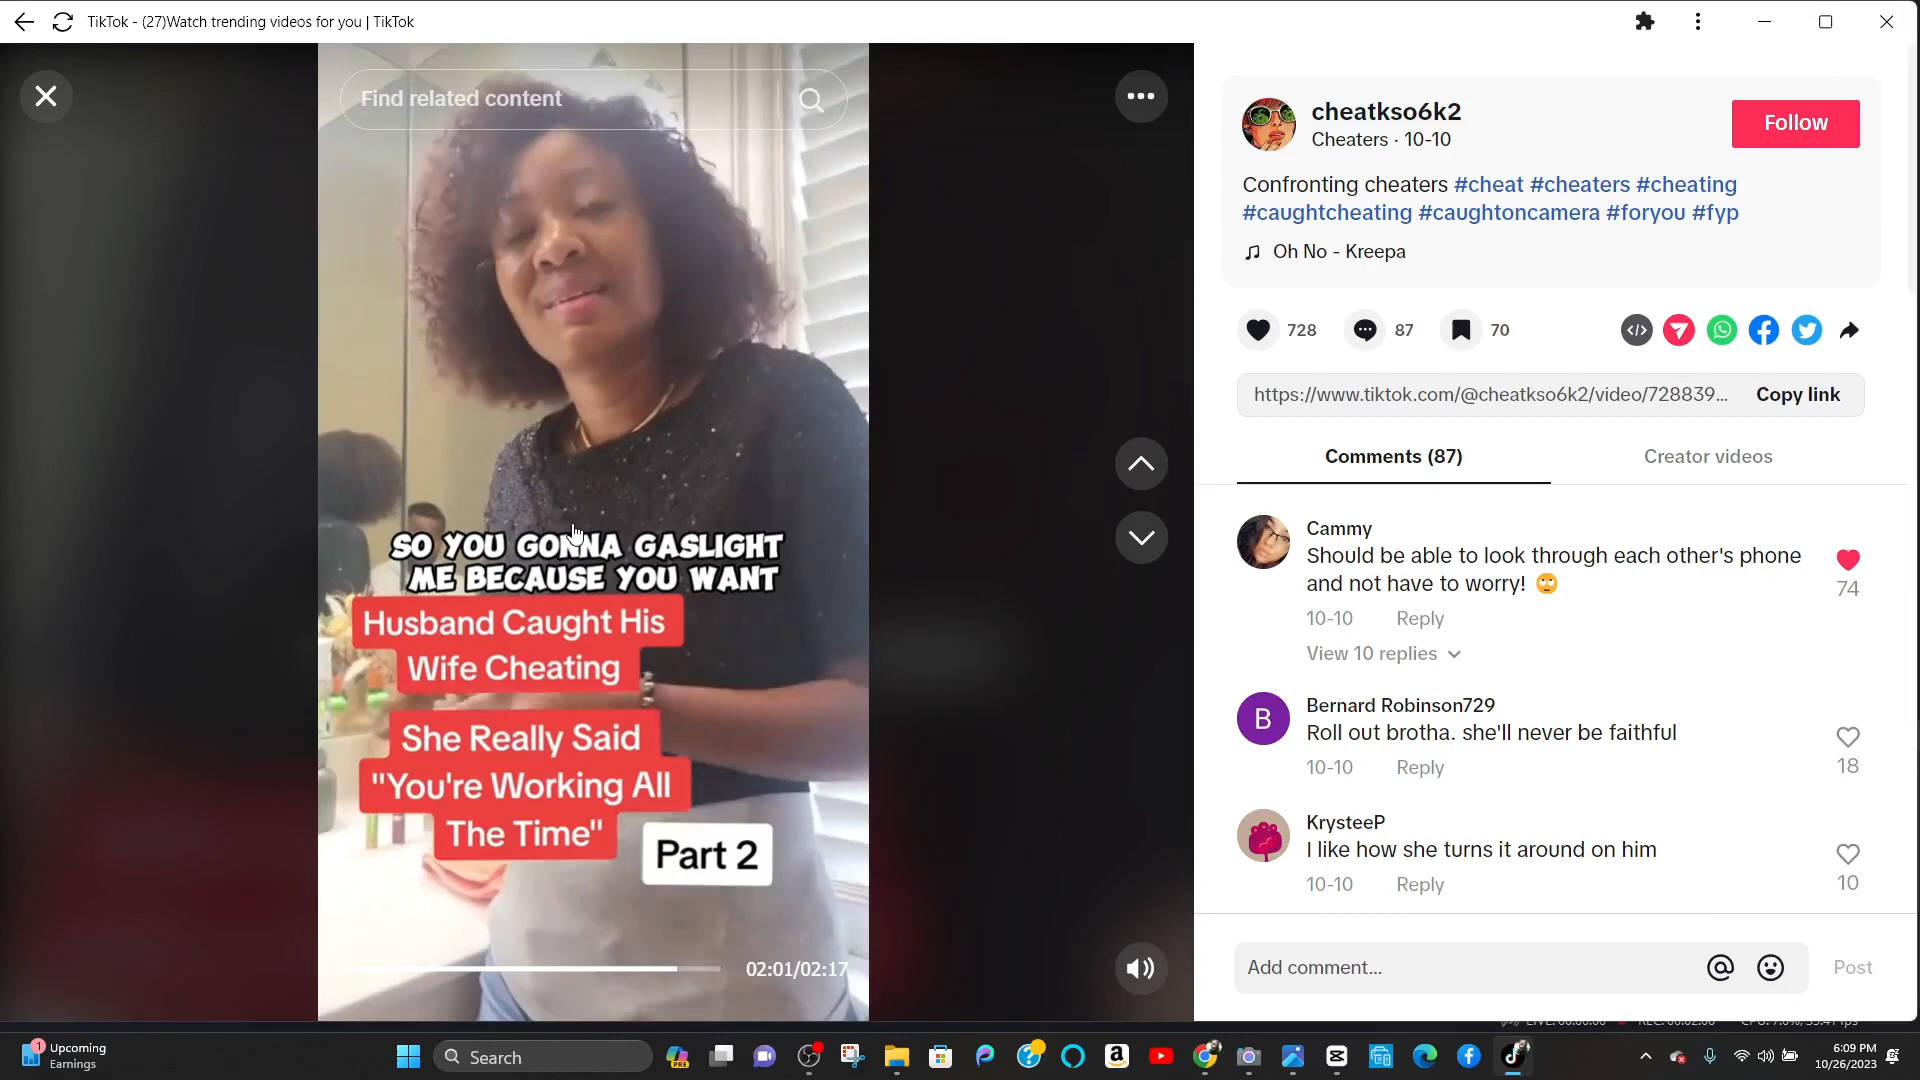 TikTok - (27)Watch trending videos for you | TikTok
Find related content
SO YOU GONNA GASLIGHT
ME BECAUSE YOU WANT
Husband Caught His
Wife Cheating
She Really Said
"You're Working All
The Time"
Part 2
02:01/02:17
cheatkso6k2
Cheaters · 10-10
Follow
Confronting cheaters #cheat #cheaters #cheating
#caughtcheating #caughtoncamera #foryou #fyp
Oh No - Kreepa
728
87
70
https://www.tiktok.com/@cheatkso6k2/video/728839...
Copy link
Comments (87)
Creator videos
Cammy
Should be able to look through each other's phone
and not have to worry! 🙄
74
10-10 Reply
View 10 replies
B
Bernard Robinson729
Roll out brotha. she'll never be faithful
18
10-10 Reply
KrysteeP
I like how she turns it around on him
10
10-10 Reply
Add comment...
Post
1
Upcoming
Earnings
Search
PRE
6:09 PM
10/26/2023